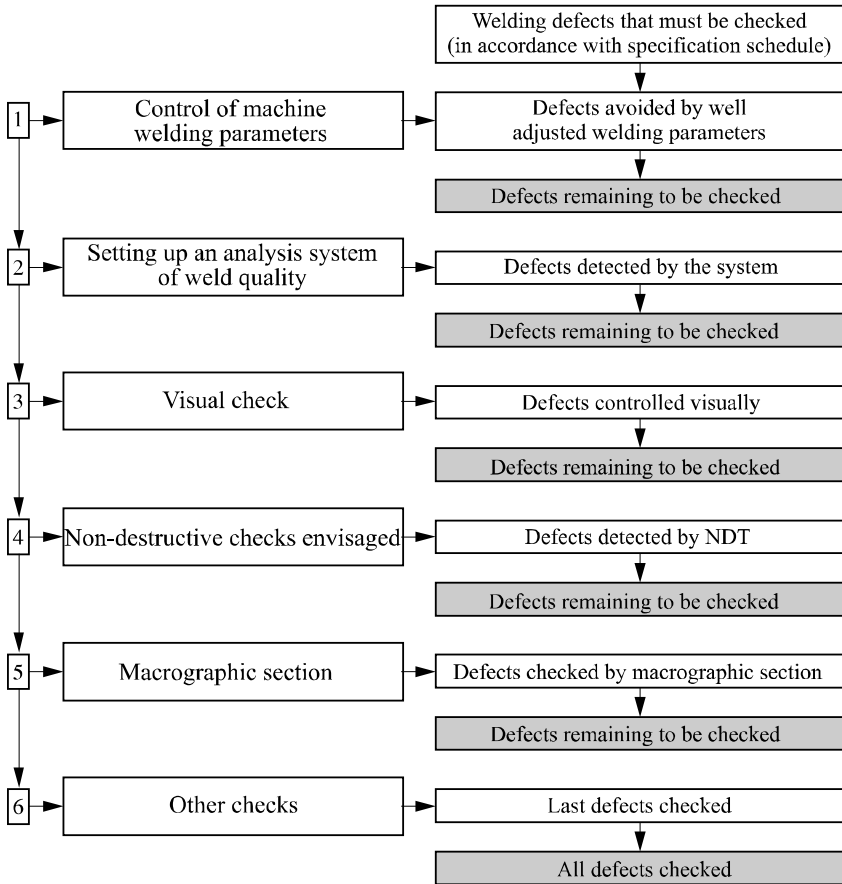 Welding defects that must be checked
(in accordance with specification schedule)
1
Control of machine
welding parameters
Defects avoided by well
adjusted welding parameters
Defects remaining to be checked
2
Setting up an analysis system
of weld quality
Defects detected by the system
Defects remaining to be checked
3
Visual check
Defects controlled visually
Defects remaining to be checked
4
Non-destructive checks envisaged
Defects detected by NDT
Defects remaining to be checked
5
Macrographic section
Defects checked by macrographic section
Defects remaining to be checked
6
Other checks
Last defects checked
All defects checked